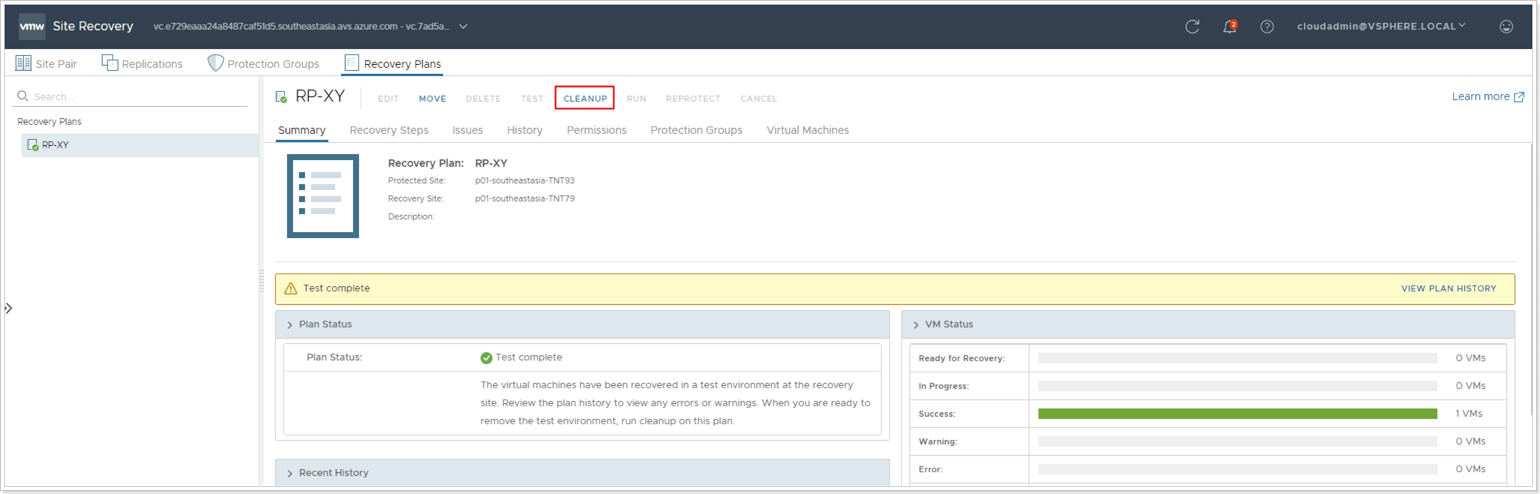 vmw Site Recovery vc.e729eaaa24a8487caf51d5.southeastasia.avs.azure.com - vc.7ad5a... 2 cloudadmin@VSPHERE.LOCAL
Site Pair Replications Protection Groups Recovery Plans
Search...
Recovery Plans
RP-XY
RP-XY EDIT MOVE DELETE TEST CLEANUP RUN REPROTECT CANCEL Learn more
Summary Recovery Steps Issues History Permissions Protection Groups Virtual Machines
Recovery Plan: RP-XY
Protected Site: p01-southeastasia-TNT93
Recovery Site: p01-southeastasia-TNT79
Description:
Test complete VIEW PLAN HISTORY
Plan Status
Plan Status: Test complete
The virtual machines have been recovered in a test environment at the recovery
site. Review the plan history to view any errors or warnings. When you are ready to
remove the test environment, run cleanup on this plan.
Recent History
VM Status
Ready for Recovery: 0 VMs
In Progress: 0 VMs
Success: 1 VMs
Warning: 0 VMs
Error: 0 VMs